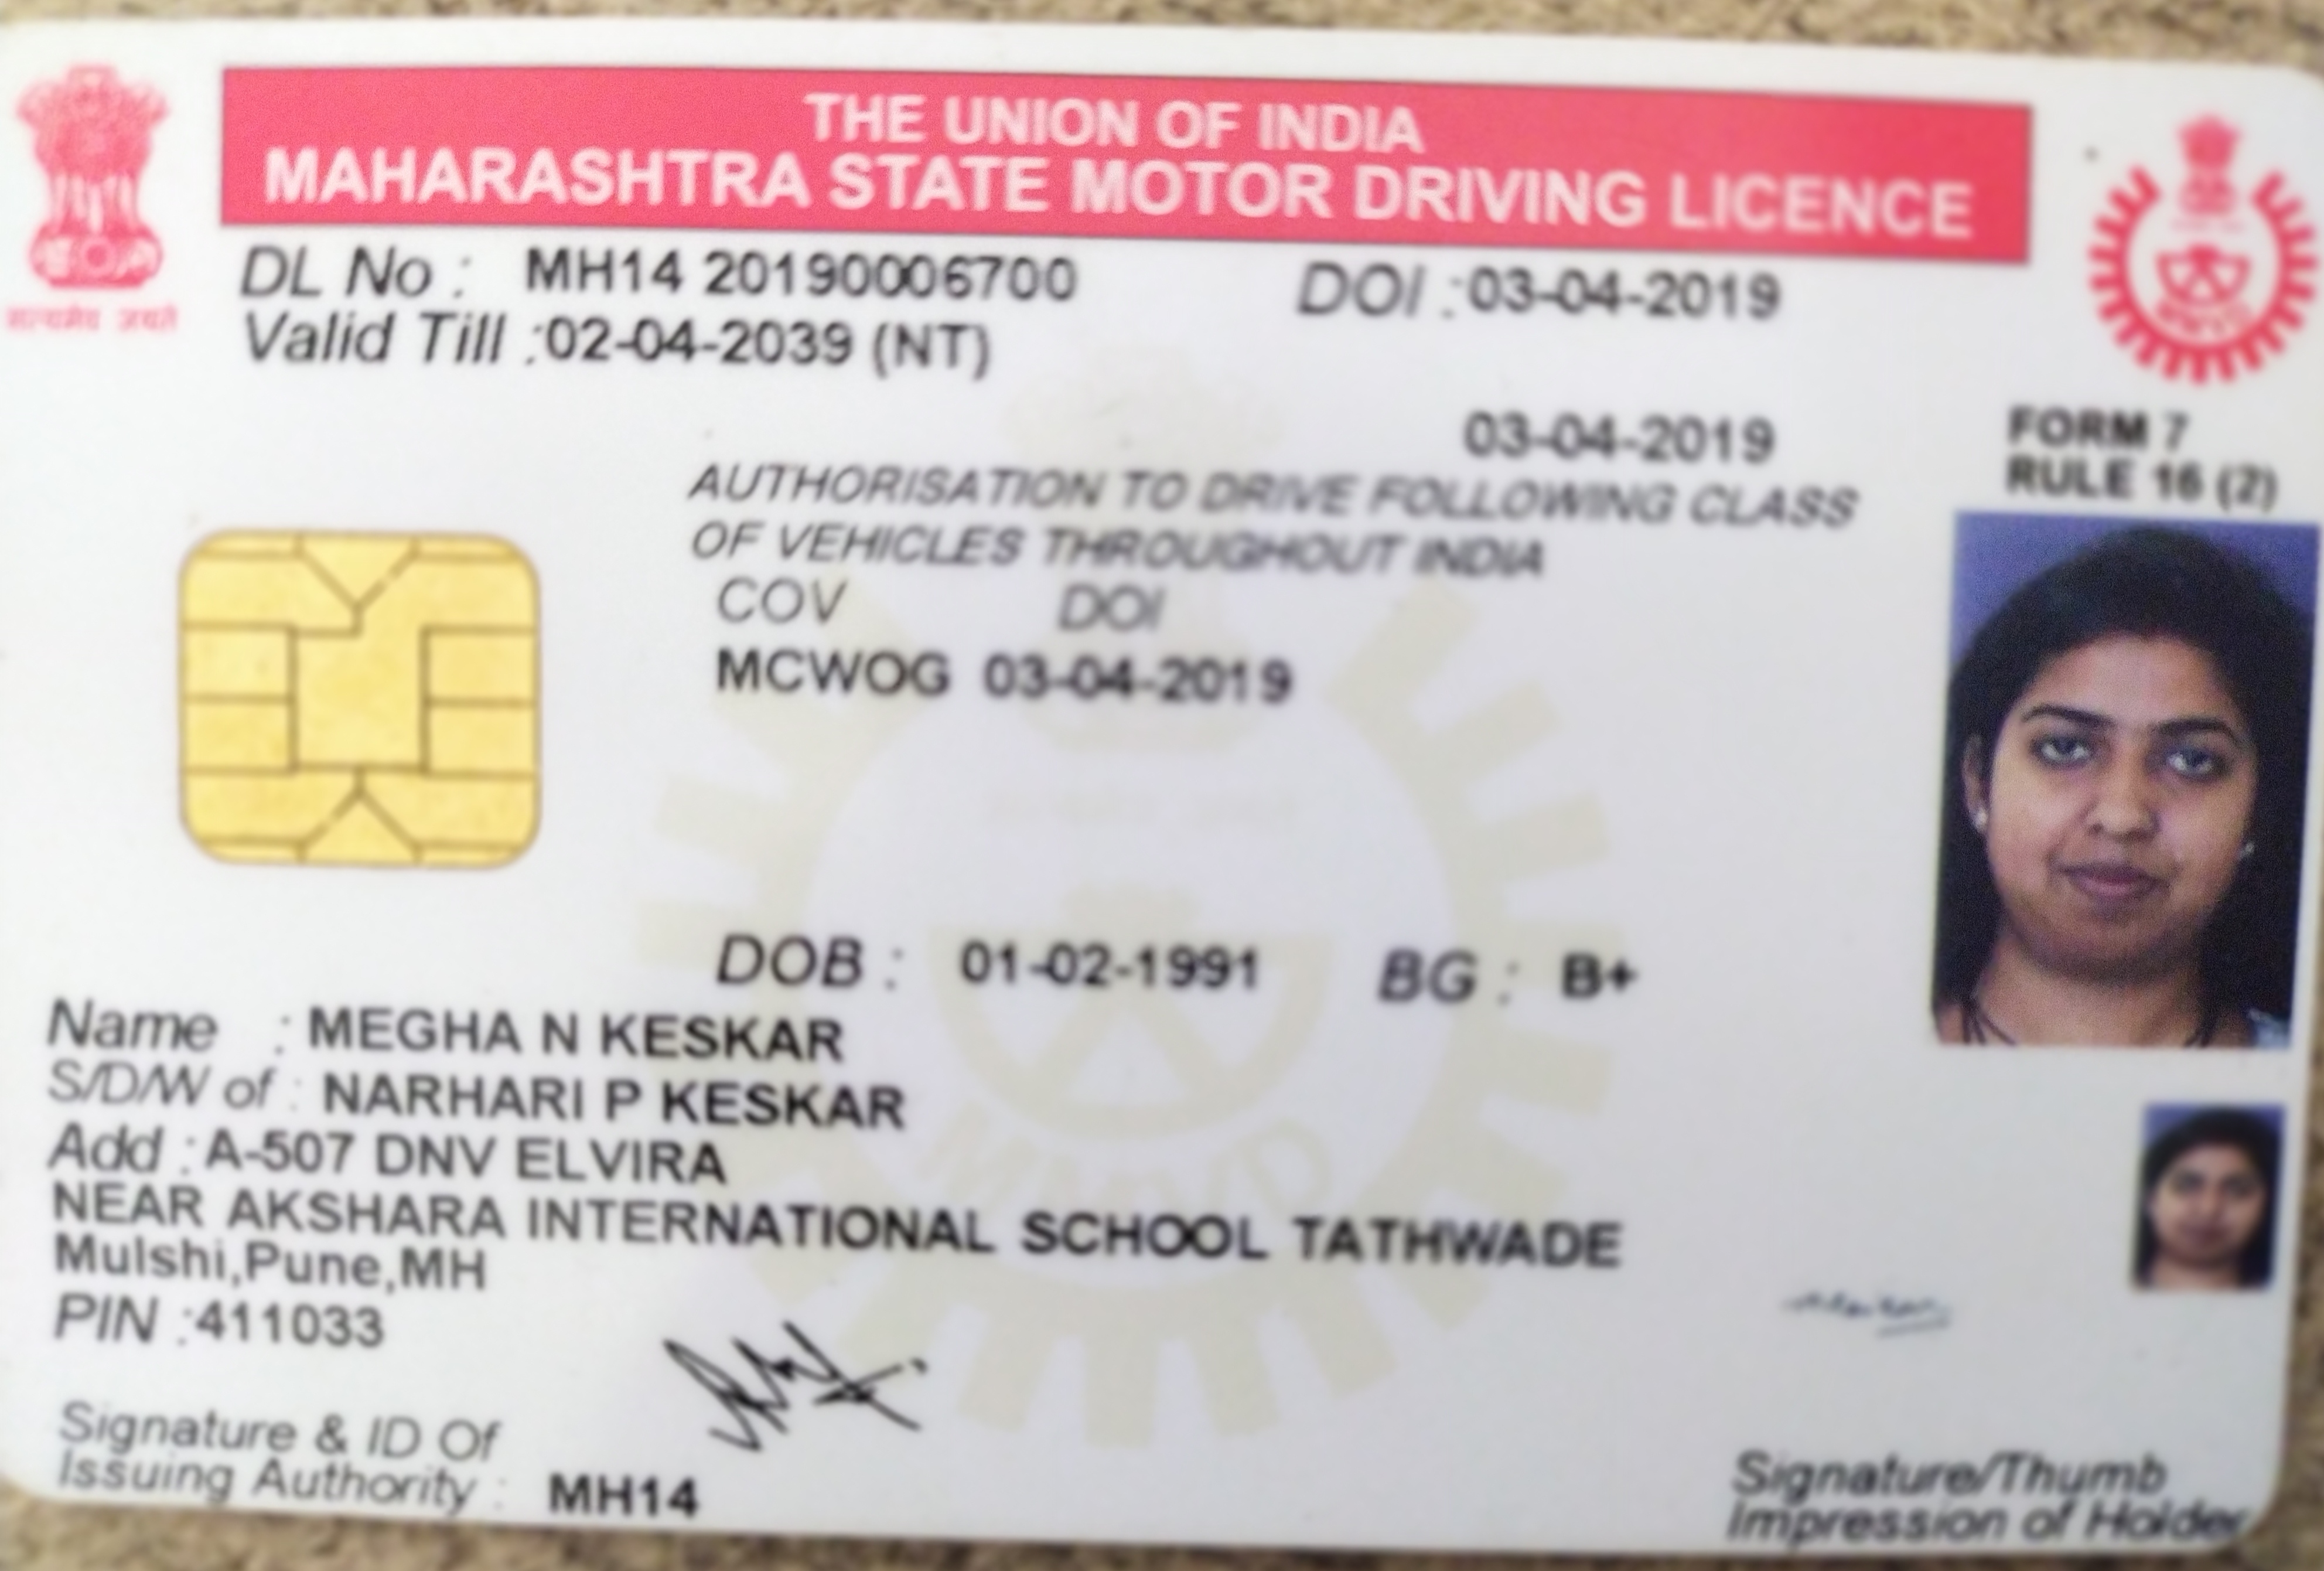 THE UNION OF INDIA
MAHARASHTRA STATE MOTOR DRIVING LICENCE
सत्यमेव जयते
DL No : MH14 20190006700 DOI :03-04-2019
Valid Till :02-04-2039 (NT)
03-04-2019
FORM 7
RULE 16 (2)
AUTHORISATION TO DRIVE FOLLOWING CLASS
OF VEHICLES THROUGHOUT INDIA
COV DOI
MCWOG 03-04-2019
DOB : 01-02-1991 BG : B+
Name : MEGHA N KESKAR
S/D/W of : NARHARI P KESKAR
Add :A-507 DNV ELVIRA
NEAR AKSHARA INTERNATIONAL SCHOOL TATHWADE
Mulshi,Pune,MH
PIN :411033
Signature & ID Of
Issuing Authority : MH14
Signature/Thumb
Impression of Holder